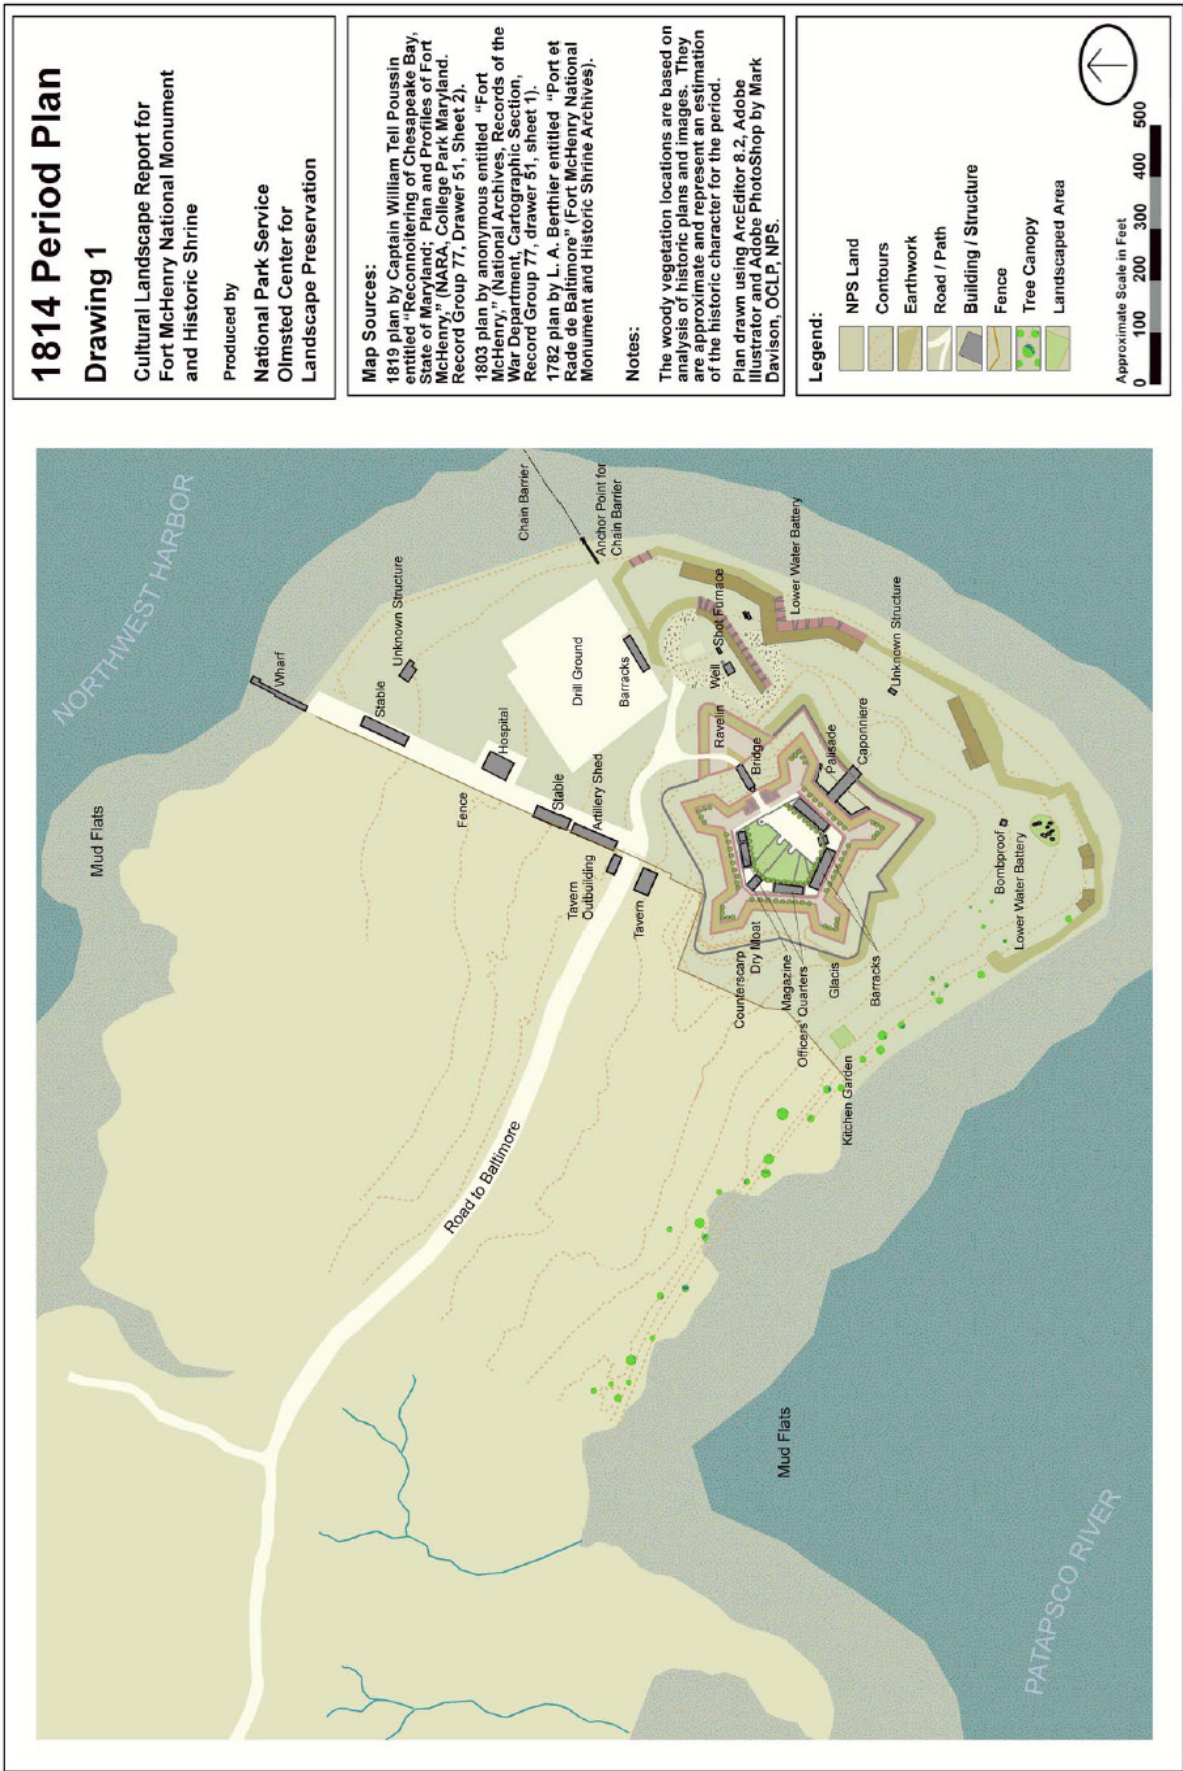 1814 Period Plan
Drawing 1
Cultural Landscape Report for
Fort McHenry National Monument
and Historic Shrine
Produced by
National Park Service
Olmsted Center for
Landscape Preservation
Map Sources:
1819 plan by Captain William Tell Poussin
entitled "Reconnoitering of Chesapeake Bay,
State of Maryland; Plan and Profiles of Fort
McHenry," (NARA, College Park Maryland.
Record Group 77, Drawer 51, Sheet 2).
1803 plan by anonymous entitled "Fort
McHenry," (National Archives, Records of the
War Department, Cartographic Section,
Record Group 77, drawer 51, sheet 1).
1782 plan by L. A. Berthier entitled "Port et
Rade de Baltimore" (Fort McHenry National
Monument and Historic Shrine Archives).
Notes:
The woody vegetation locations are based on
analysis of historic plans and images. They
are approximate and represent an estimation
of the historic character for the period.
Plan drawn using ArcEditor 8.2, Adobe
Illustrator and Adobe PhotoShop by Mark
Davison, OCLP, NPS.
Legend:
NPS Land
Contours
Earthwork
Road / Path
Building / Structure
Fence
Tree Canopy
Landscaped Area
Approximate Scale in Feet
0 100 200 300 400 500
NORTHWEST HARBOR
Mud Flats
Wharf
Stable
Unknown Structure
Fence
Hospital
Stable
Artillery Shed
Tavern
Outbuilding
Tavern
Road to Baltimore
Drill Ground
Barracks
Chain Barrier
Anchor Point for
Chain Barrier
Shot Furnace
Well
Lower Water Battery
Unknown Structure
Ravelin
Bridge
Palisade
Caponniere
Counterscarp
Dry Moat
Magazine
Officers' Quarters
Glacis
Barracks
Bombproof
Lower Water Battery
Kitchen Garden
Mud Flats
PATAPSCO RIVER